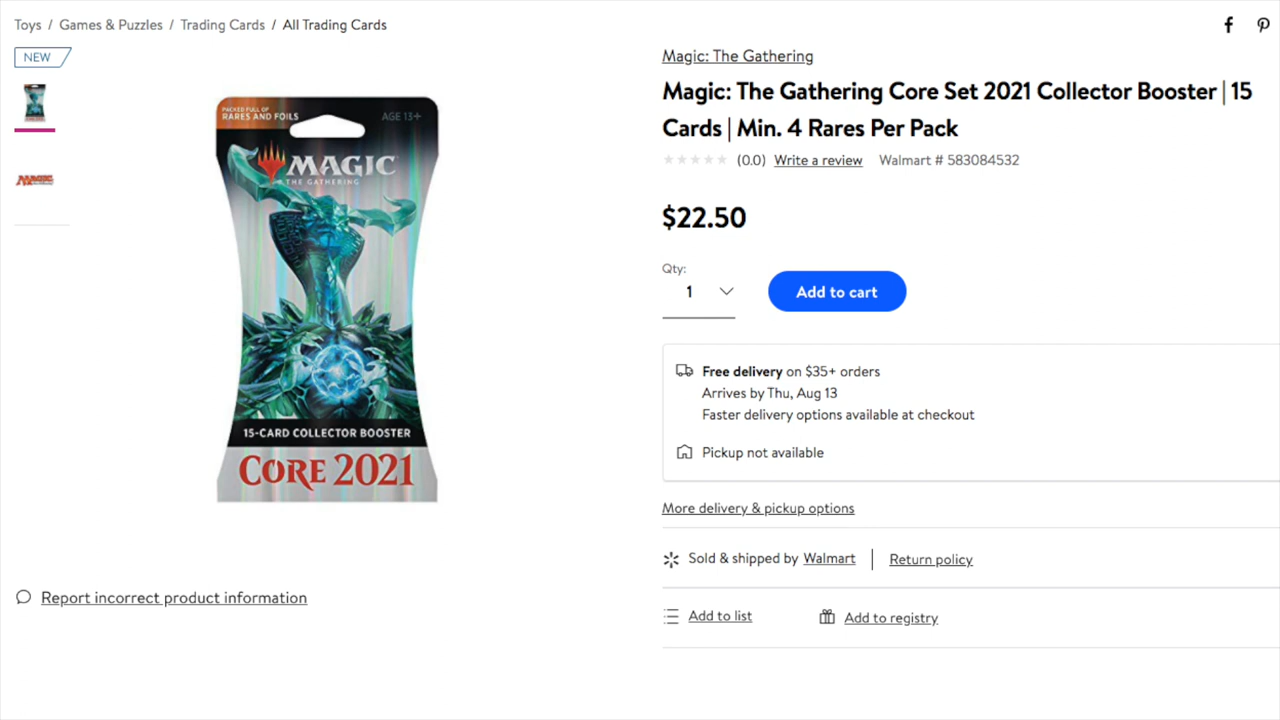 Toys / Games & Puzzles / Trading Cards / All Trading Cards
NEW
PACKED FULL OF
RARES AND FOILS
AGE 13+
MAGIC
THE GATHERING
15-CARD COLLECTOR BOOSTER
CORE 2021
Report incorrect product information
Magic: The Gathering
Magic: The Gathering Core Set 2021 Collector Booster | 15
Cards | Min. 4 Rares Per Pack
(0.0) Write a review Walmart # 583084532
$22.50
Qty:
1
Add to cart
Free delivery on $35+ orders
Arrives by Thu, Aug 13
Faster delivery options available at checkout
Pickup not available
More delivery & pickup options
Sold & shipped by Walmart | Return policy
Add to list
Add to registry